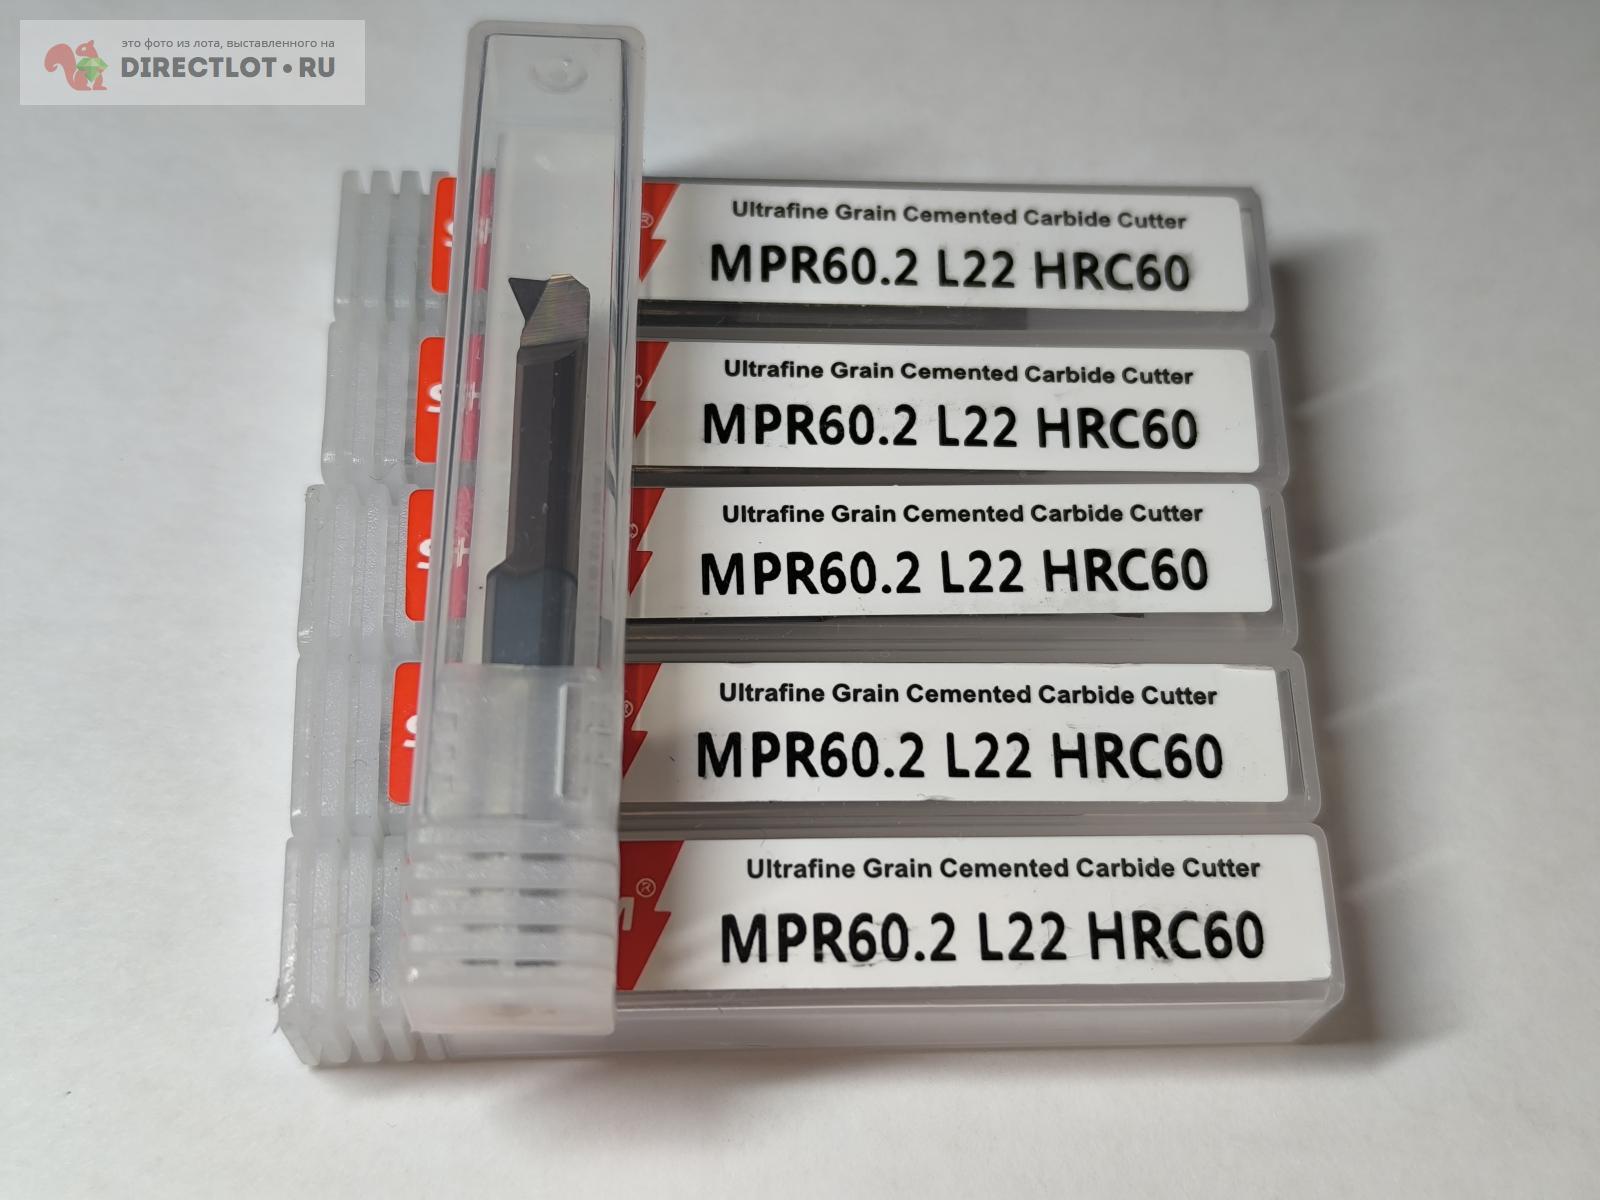 это фото из лота, выставленного на
DIRECTLOT.RU
Ultrafine Grain Cemented Carbide Cutter
MPR60.2 L22 HRC60
Ultrafine Grain Cemented Carbide Cutter
MPR60.2 L22 HRC60
Ultrafine Grain Cemented Carbide Cutter
MPR60.2 L22 HRC60
Ultrafine Grain Cemented Carbide Cutter
MPR60.2 L22 HRC60
Ultrafine Grain Cemented Carbide Cutter
MPR60.2 L22 HRC60